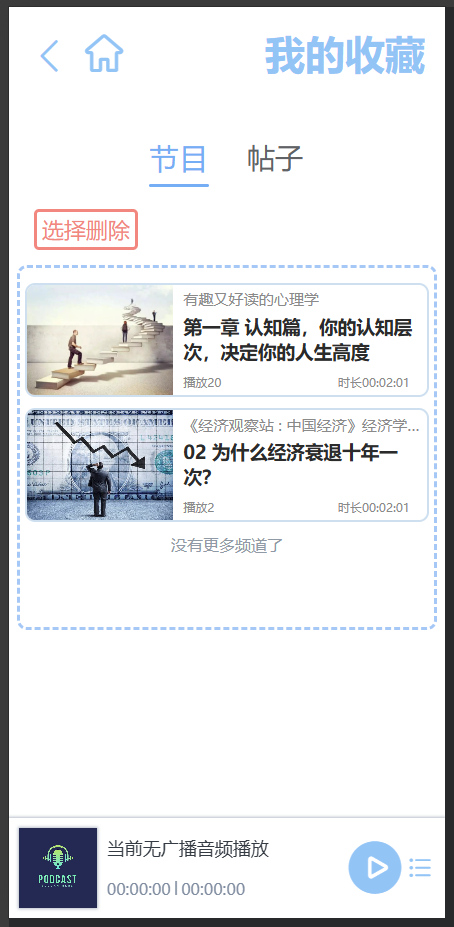 我的收藏
节目 帖子
选择删除
有趣又好读的心理学
第一章 认知篇，你的认知层
次，决定你的人生高度
播放20 时长00:02:01
《经济观察站 : 中国经济》经济学...
02 为什么经济衰退十年一
次?
播放2 时长00:02:01
没有更多频道了
当前无广播音频播放
PODCAST
00:00:00 | 00:00:00